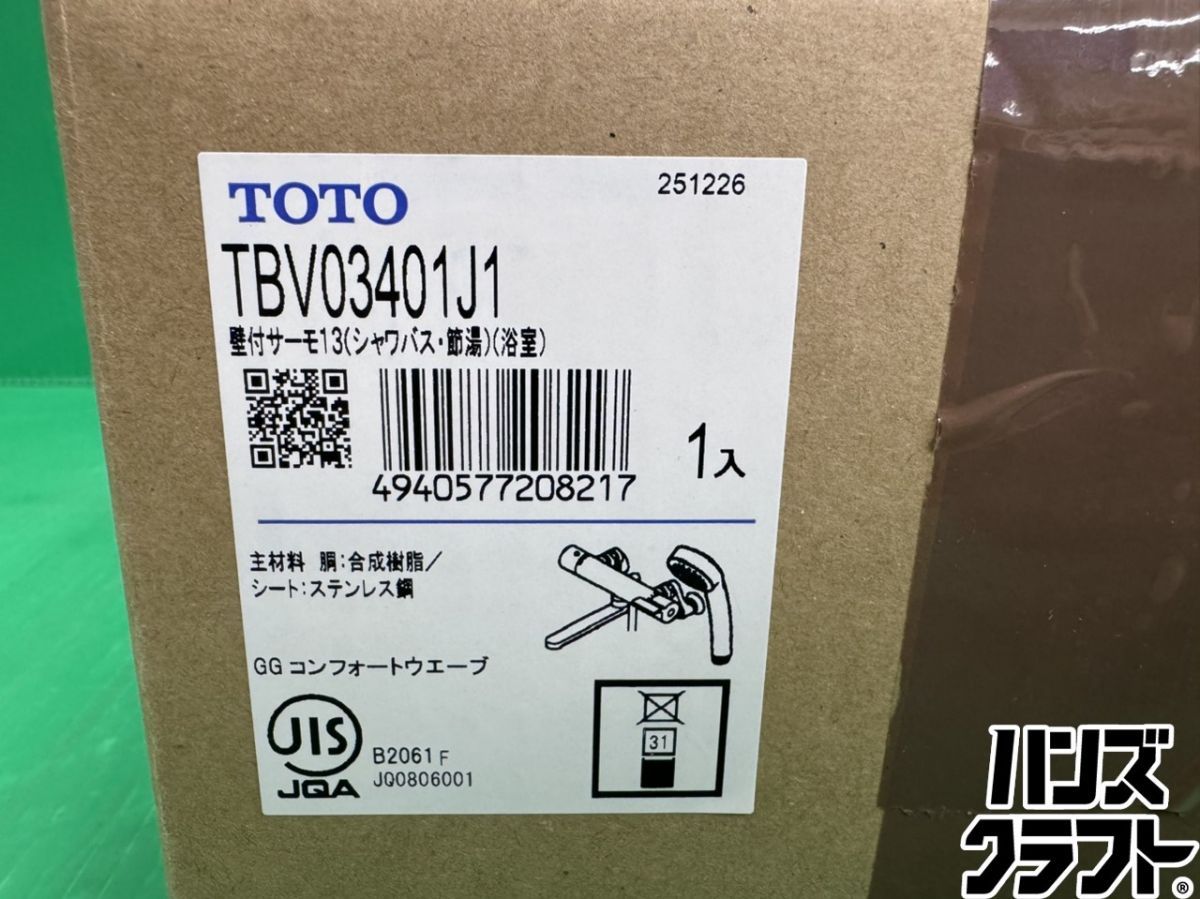 TOTO
251226
TBV03401J1
壁付サーモ13(シャワバス・節湯)(浴室)
4940577208217
1入
主材料 胴:合成樹脂/
シート:ステンレス鋼
GG コンフォートウエーブ
JIS
JQA
B2061 F
JQ0806001
31
ハンズ
クラフト®